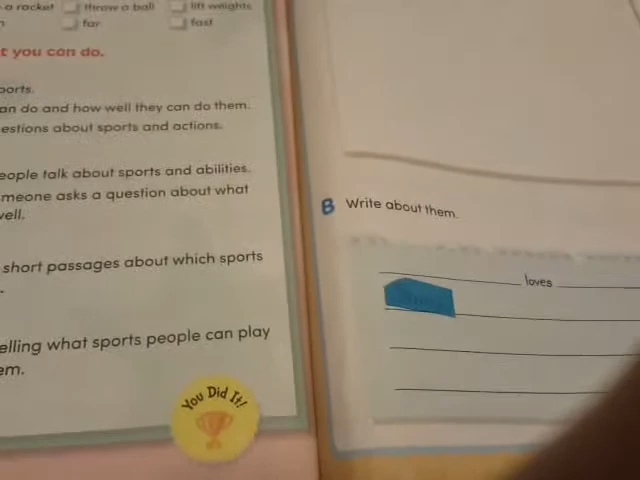 a racket throw a ball lift weights
far fast
t you can do.
ports.
an do and how well they can do them.
estions about sports and actions.
eople talk about sports and abilities.
meone asks a question about what
vell.
short passages about which sports
.
elling what sports people can play
em.
You Did It!
B Write about them.
loves